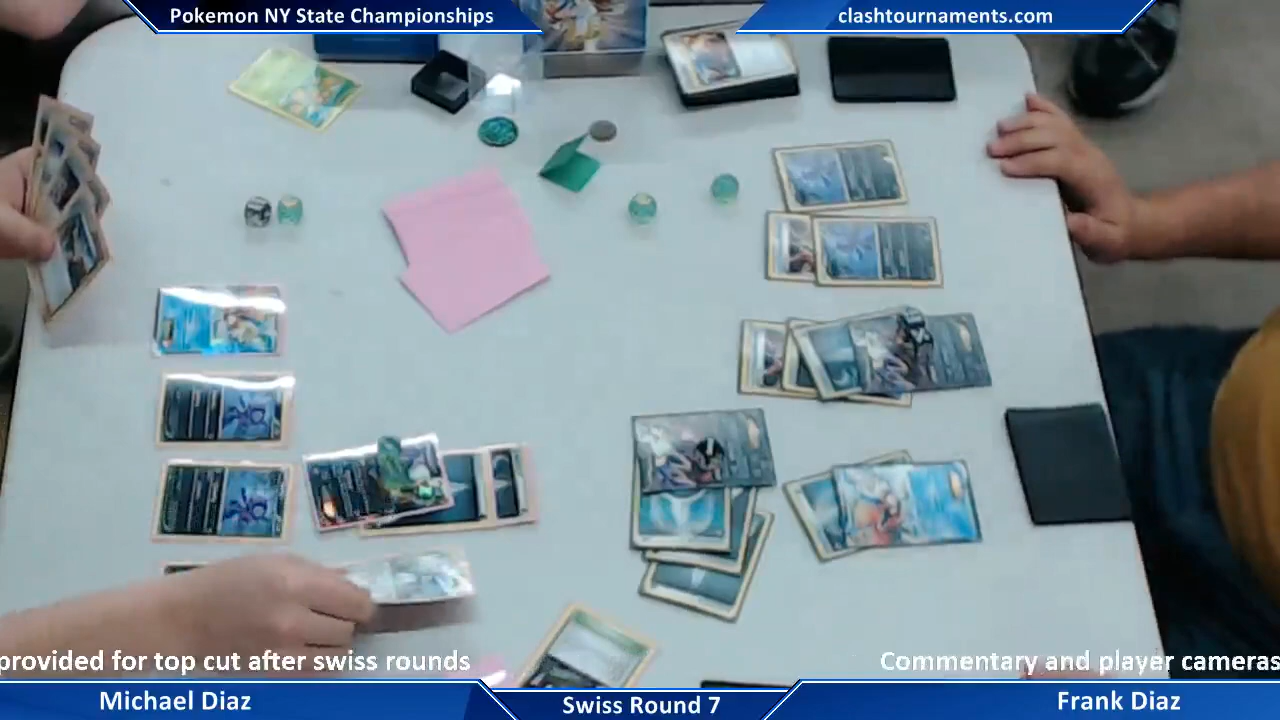 Pokemon NY State Championships
clashtournaments.com
provided for top cut after swiss rounds
Commentary and player cameras
Michael Diaz
Swiss Round 7
Frank Diaz